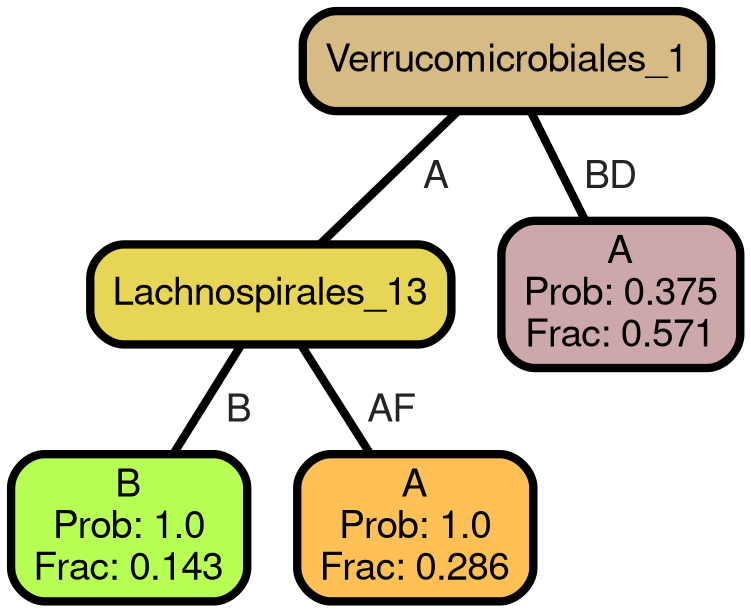 Verrucomicrobiales_1
A
BD
Lachnospirales_13
A
Prob: 0.375
Frac: 0.571
B
AF
B
Prob: 1.0
Frac: 0.143
A
Prob: 1.0
Frac: 0.286